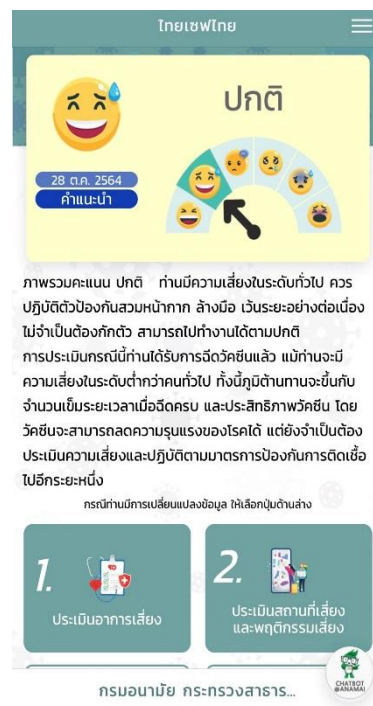 ไทยเซฟไทย
ปกติ
28 ต.ค. 2564
คำแนะนำ
ภาพรวมคะแนน ปกติ ท่านมีความเสี่ยงในระดับทั่วไป ควร
ปฏิบัติตัวป้องกันสวมหน้ากาก ล้างมือ เว้นระยะอย่างต่อเนื่อง
ไม่จำเป็นต้องกักตัว สามารถไปทำงานได้ตามปกติ
การประเมินกรณีนี้ท่านได้รับการฉีดวัคซีนแล้ว แม้ท่านจะมี
ความเสี่ยงในระดับต่ำกว่าคนทั่วไป ทั้งนี้ภูมิต้านทานจะขึ้นกับ
จำนวนเข็มระยะเวลาเมื่อฉีดครบ และประสิทธิภาพวัคซีน โดย
วัคซีนจะสามารถลดความรุนแรงของโรคได้ แต่ยังจำเป็นต้อง
ประเมินความเสี่ยงและปฏิบัติตามมาตรการป้องกันการติดเชื้อ
ไปอีกระยะหนึ่ง
กรณีท่านมีการเปลี่ยนแปลงข้อมูล ให้เลือกปุ่มด้านล่าง
1.
ประเมินอาการเสี่ยง
2.
ประเมินสถานที่เสี่ยง
และพฤติกรรมเสี่ยง
CHATBOT
@ANAMAI
กรมอนามัย กระทรวงสาธาร...